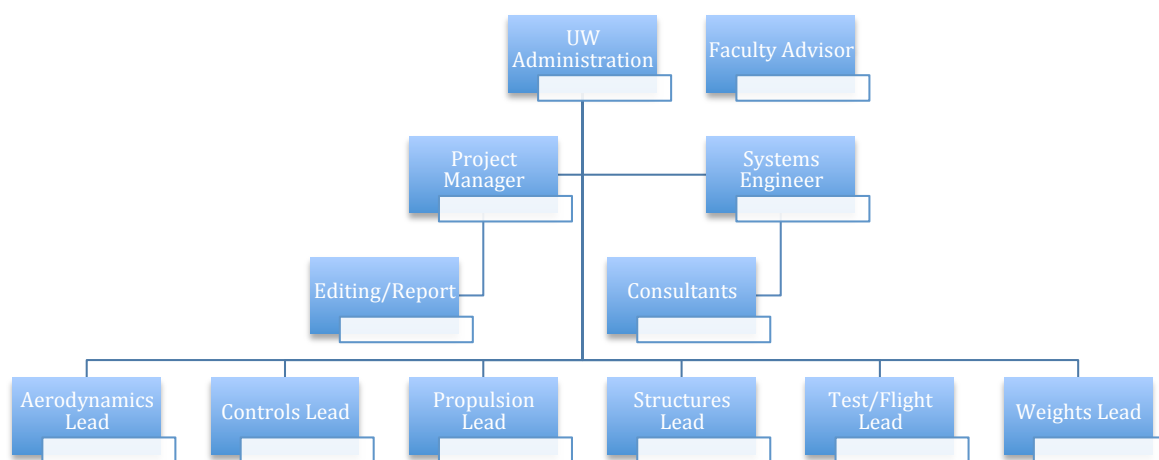 UW
Administration
Faculty Advisor
Project
Manager
Systems
Engineer
Editing/Report
Consultants
Aerodynamics
Lead
Controls Lead
Propulsion
Lead
Structures
Lead
Test/Flight
Lead
Weights Lead